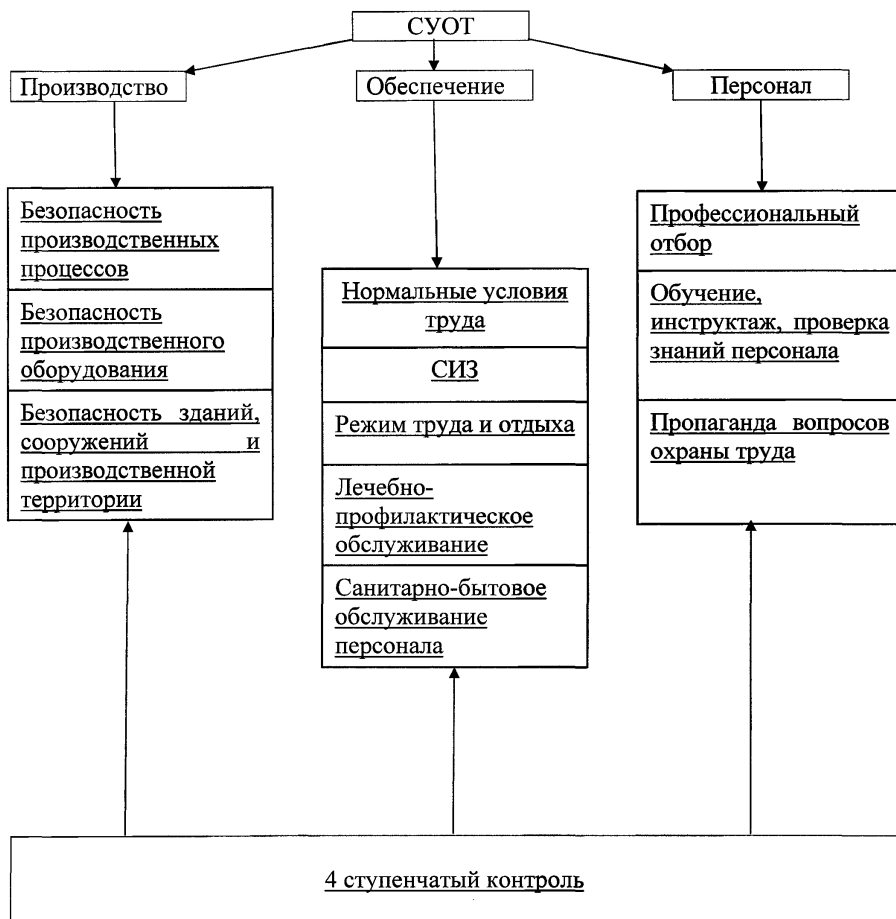 СУОТ
Производство
Обеспечение
Персонал
Безопасность
производственных
процессов
Безопасность
производственного
оборудования
Безопасность зданий,
сооружений и
производственной
территории
Нормальные условия
труда
СИЗ
Режим труда и отдыха
Лечебно-
профилактическое
обслуживание
Санитарно-бытовое
обслуживание
персонала
Профессиональный
отбор
Обучение,
инструктаж, проверка
знаний персонала
Пропаганда вопросов
охраны труда
4 ступенчатый контроль